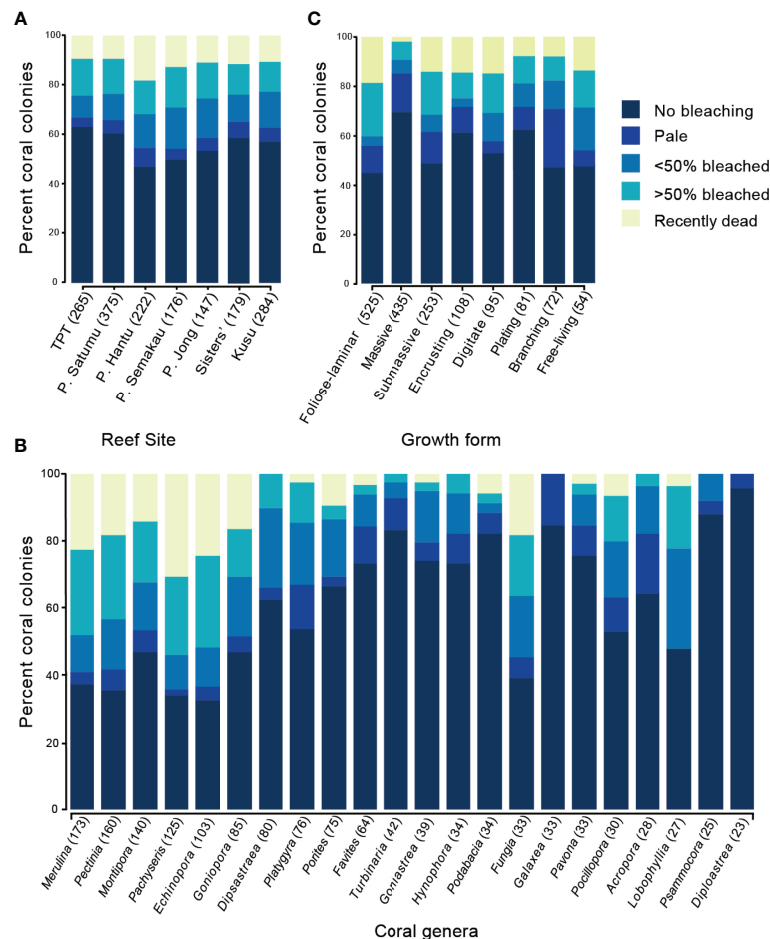 A
Percent coral colonies
100
80
60
40
20
0
TPT (265)
P. Satumu (375)
P. Hantu (222)
P. Semakau (176)
P. Jong (147)
Sisters' (179)
Kusu (284)
Reef Site
C
Percent coral colonies
100
80
60
40
20
0
Foliose-laminar (525)
Massive (435)
Submassive (253)
Encrusting (108)
Digitate (95)
Plating (81)
Branching (72)
Free-living (54)
Growth form
No bleaching
Pale
<50% bleached
>50% bleached
Recently dead
B
Percent coral colonies
100
80
60
40
20
0
Merulina (173)
Pectinia (160)
Montipora (140)
Pachyseris (125)
Echinopora (103)
Goniopora (85)
Dipsastraea (80)
Platygyra (76)
Porites (75)
Favites (64)
Turbinaria (42)
Goniastrea (39)
Hynophora (34)
Podabacia (34)
Fungia (33)
Galaxea (33)
Pavona (33)
Pocillopora (30)
Acropora (28)
Lobophyllia (27)
Psammocora (25)
Diploastrea (23)
Coral genera